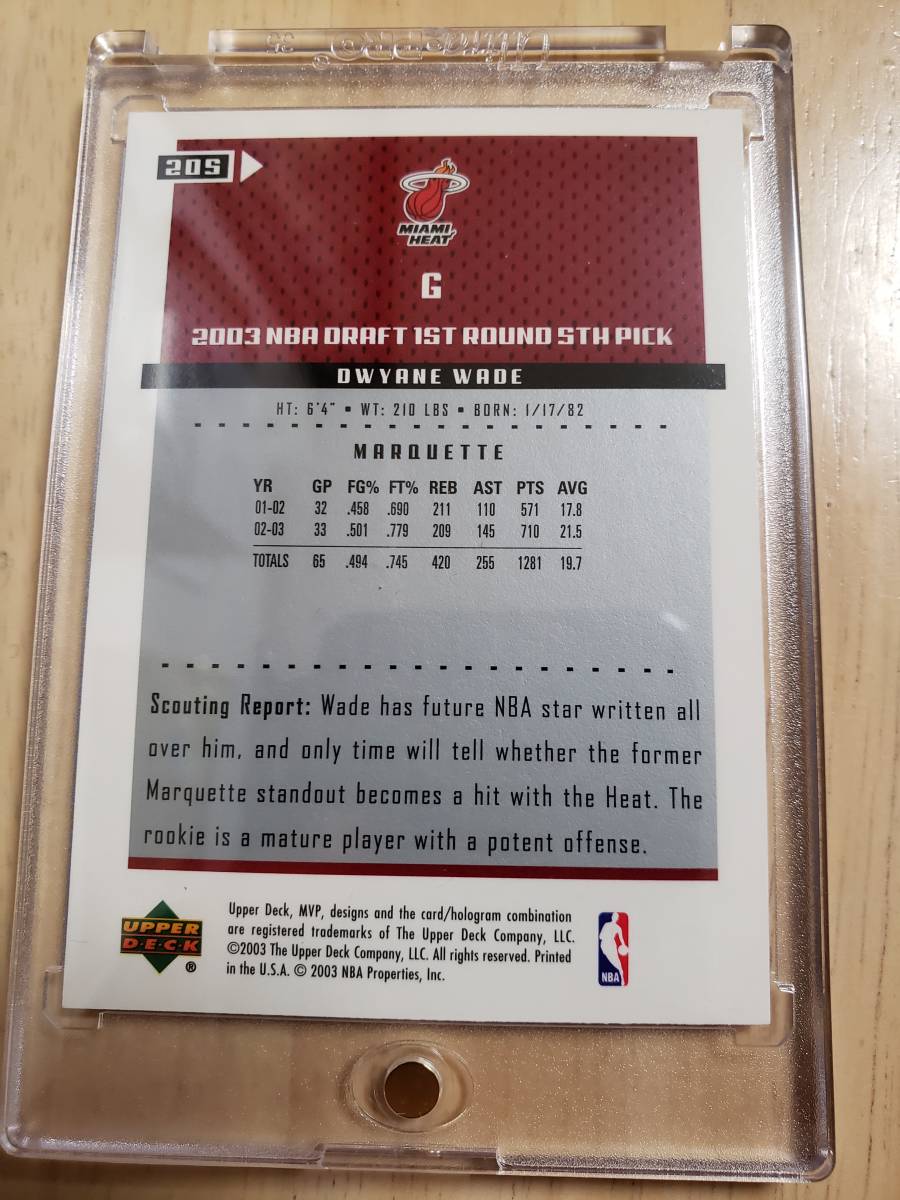 Ultra·PRO®
205
MIAMI
HEAT
G
2003 NBA DRAFT 1ST ROUND 5TH PICK
DWYANE WADE
HT: 6'4" ▪ WT: 210 LBS ▪ BORN: 1/17/82
MARQUETTE
YR GP FG% FT% REB AST PTS AVG
01-02 32 .458 .690 211 110 571 17.8
02-03 33 .501 .779 209 145 710 21.5
TOTALS 65 .494 .745 420 255 1281 19.7
Scouting Report: Wade has future NBA star written all
over him, and only time will tell whether the former
Marquette standout becomes a hit with the Heat. The
rookie is a mature player with a potent offense.
UPPER
D·E·C·K
®
Upper Deck, MVP, designs and the card/hologram combination
are registered trademarks of The Upper Deck Company, LLC.
©2003 The Upper Deck Company, LLC. All rights reserved. Printed
in the U.S.A. © 2003 NBA Properties, Inc.
NBA